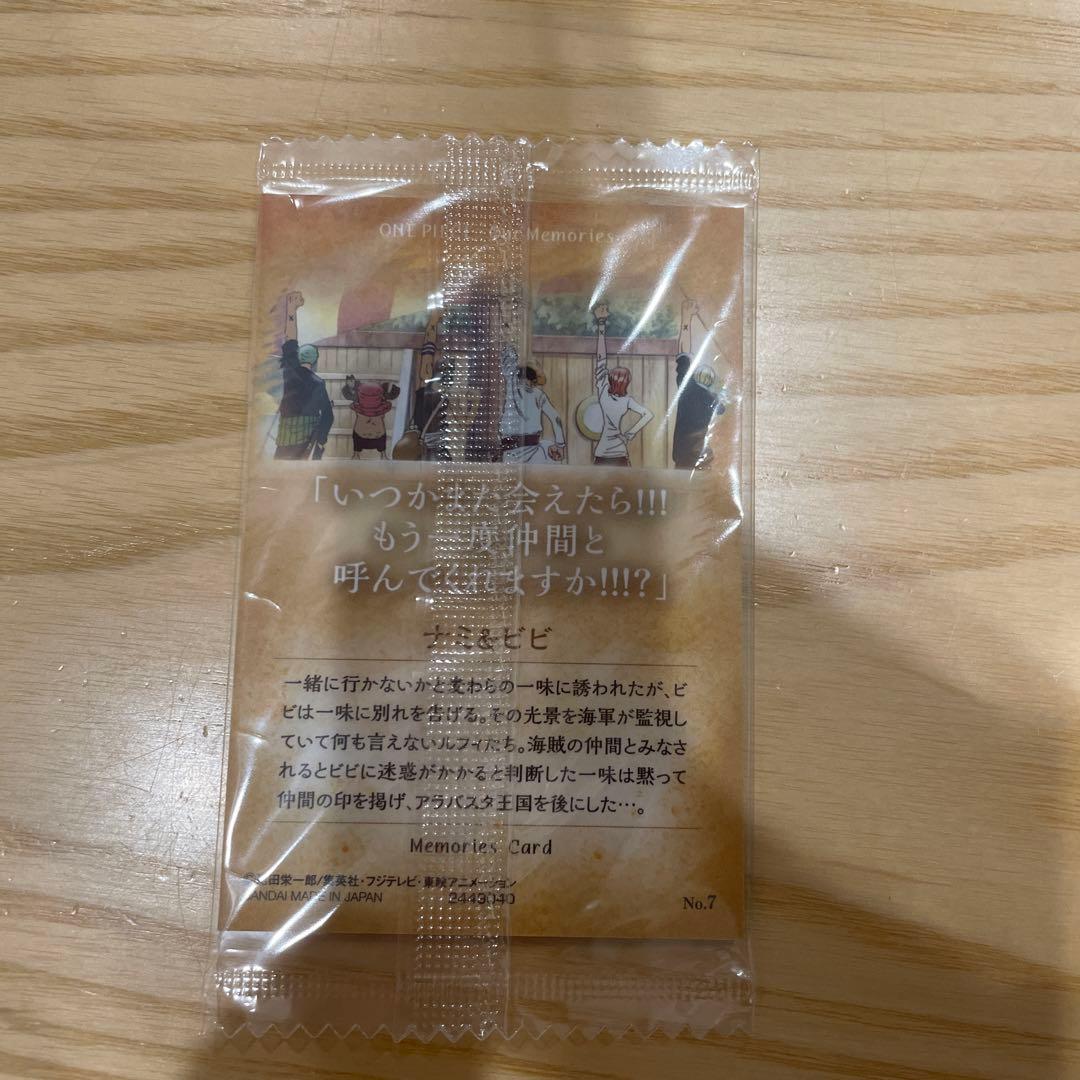 ONE PI Our Memories
「いつかまた会えたら!!!
もう一度仲間と
呼んでくれますか!!!?」
ナミ&ビビ
一緒に行かないかと麦わらの一味に誘われたが、ビ
ビは一味に別れを告げる。その光景を海軍が監視し
ていて何も言えないルフィたち。海賊の仲間とみなさ
れるとビビに迷惑がかかると判断した一味は黙って
仲間の印を掲げ、アラバスタ王国を後にした…。
Memories Card
©尾田栄一郎/集英社・フジテレビ・東映アニメーション
BANDAI MADE IN JAPAN 2443040
No.7